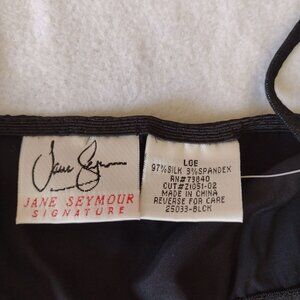 Jane Seymour
JANE SEYMOUR
SIGNATURE
LGE
97%SILK 3%SPANDEX
RN#73840
CUT#21051-02
MADE IN CHINA
REVERSE FOR CARE
25033-BLCK